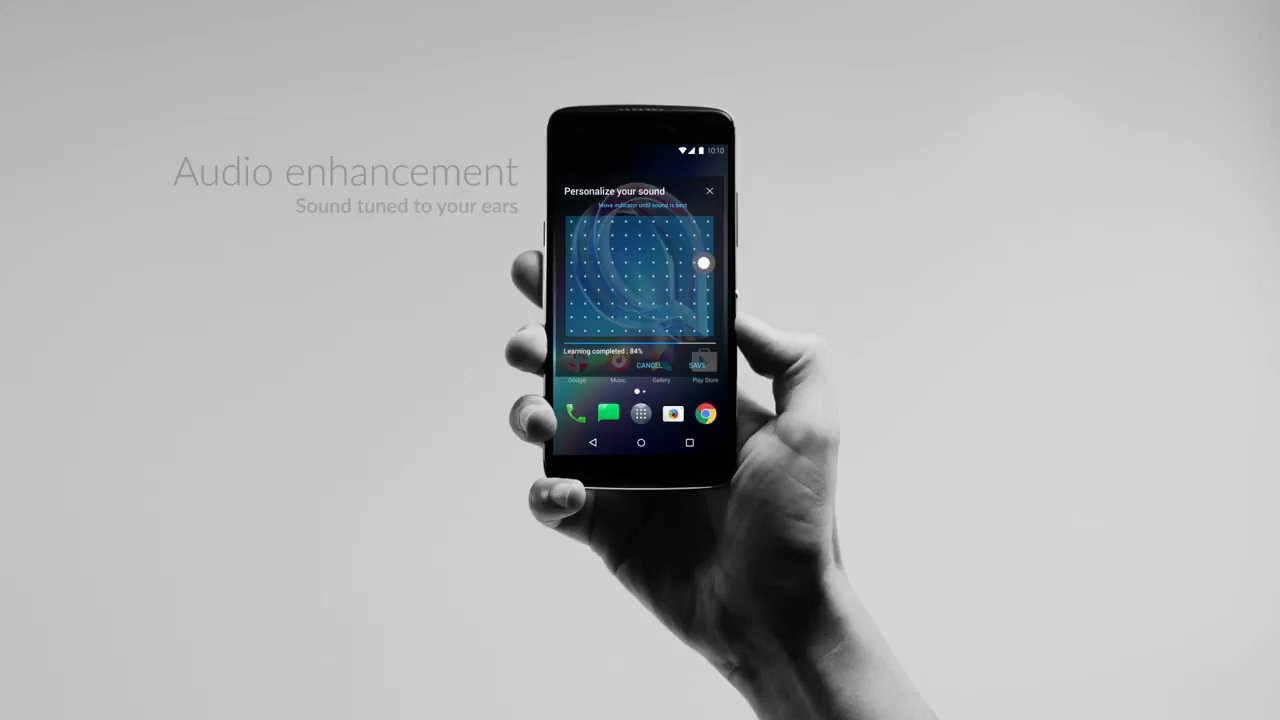 Audio enhancement
Sound tuned to your ears
10:10
Personalize your sound
Move indicator until sound is best
Learning completed : 84%
CANCEL
SAVE
Google
Music
Gallery
Play Store